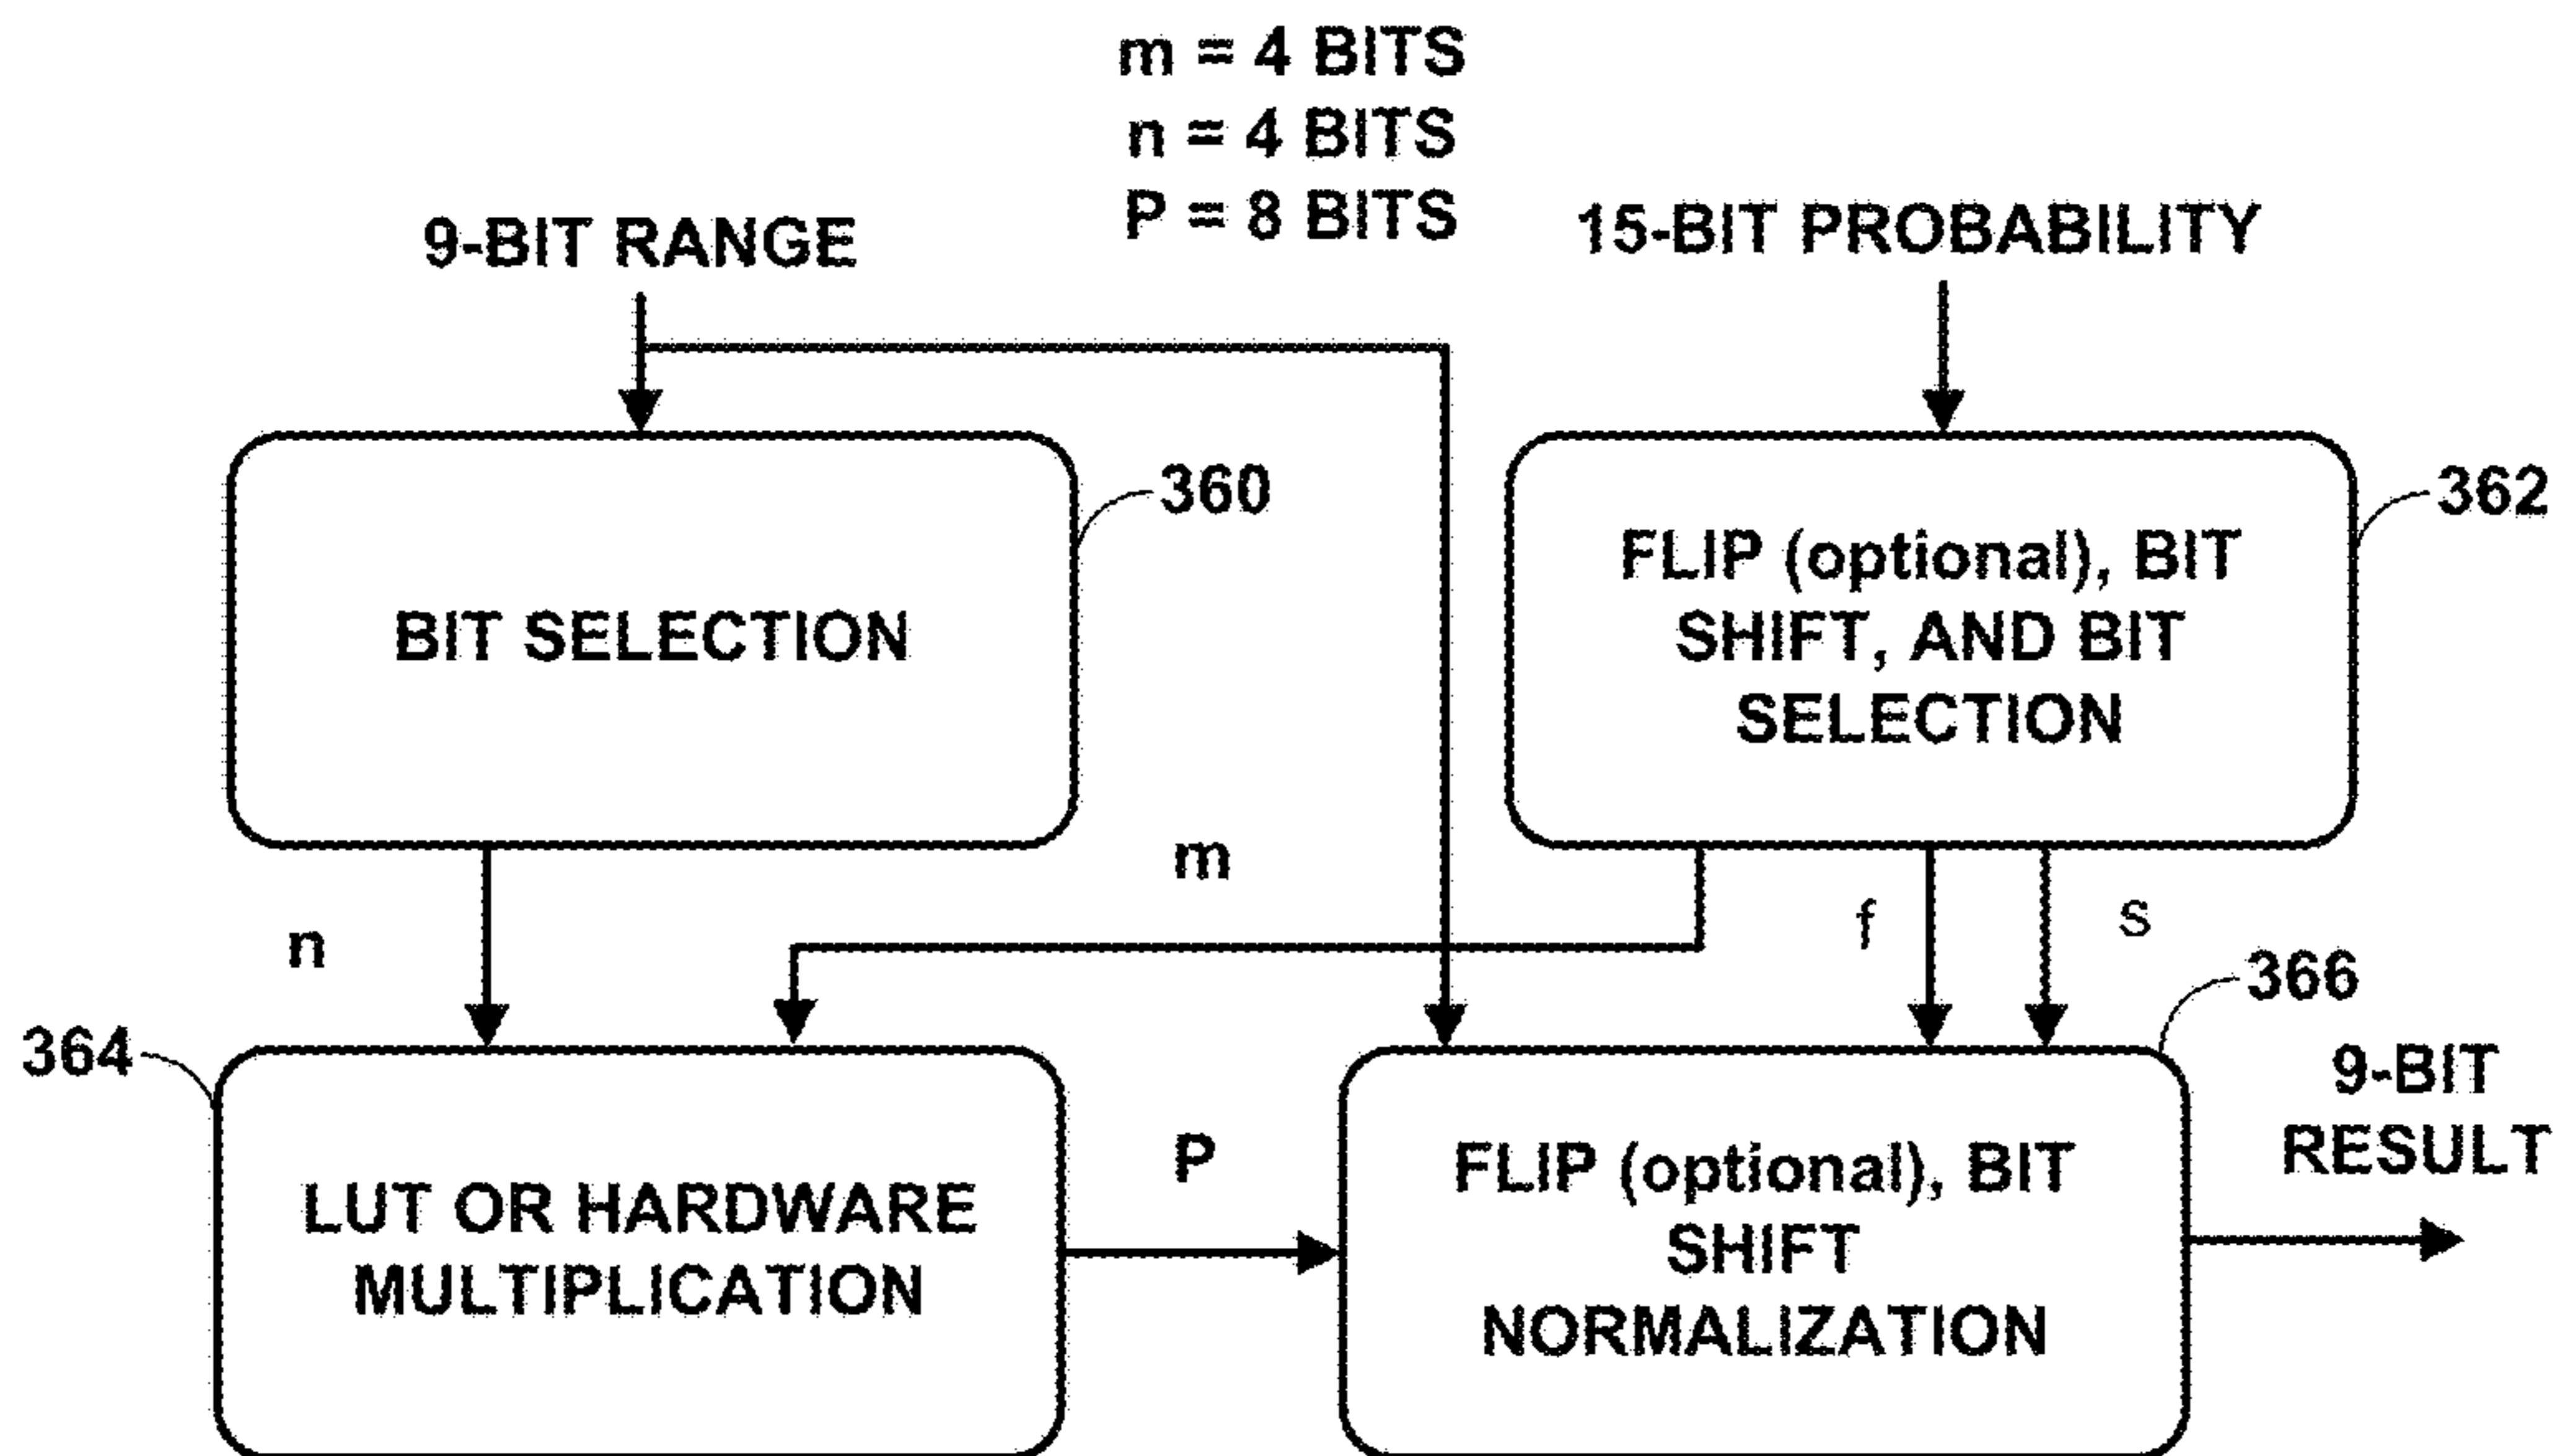 m = 4 BITS
n = 4 BITS
P = 8 BITS
9-BIT RANGE
15-BIT PROBABILITY
360
BIT SELECTION
362
FLIP (optional), BIT
SHIFT, AND BIT
SELECTION
m
n
f
s
364
LUT OR HARDWARE
MULTIPLICATION
P
366
FLIP (optional), BIT
SHIFT
NORMALIZATION
9-BIT
RESULT